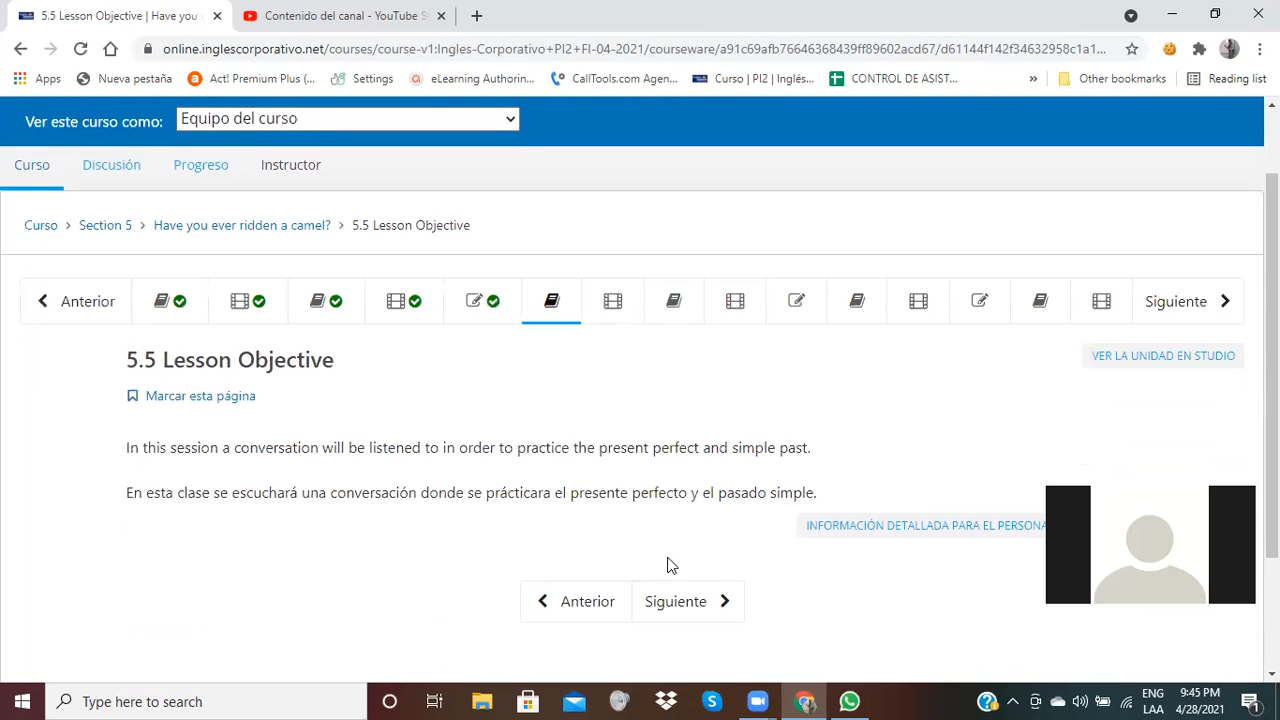 5.5 Lesson Objective | Have you
Contenido del canal - YouTube S
online.inglescorporativo.net/courses/course-v1:Ingles-Corporativo+PI2+FI-04-2021/courseware/a91c69afb76646368439ff89602acd67/d61144f142f34632958c1a1...
Apps
Nueva pestaña
Act! Premium Plus (...
Settings
eLearning Authorin...
CallTools.com Agen...
Curso | PI2 | Inglés...
CONTROL DE ASIST...
»
Other bookmarks
Reading list
Ver este curso como: Equipo del curso
Curso Discusión Progreso Instructor
Curso > Section 5 > Have you ever ridden a camel? > 5.5 Lesson Objective
Anterior
Siguiente
5.5 Lesson Objective
VER LA UNIDAD EN STUDIO
Marcar esta página
In this session a conversation will be listened to in order to practice the present perfect and simple past.
En esta clase se escuchará una conversación donde se prácticara el presente perfecto y el pasado simple.
INFORMACIÓN DETALLADA PARA EL PERSONA
Anterior
Siguiente
Type here to search
ENG
LAA
9:45 PM
4/28/2021
1